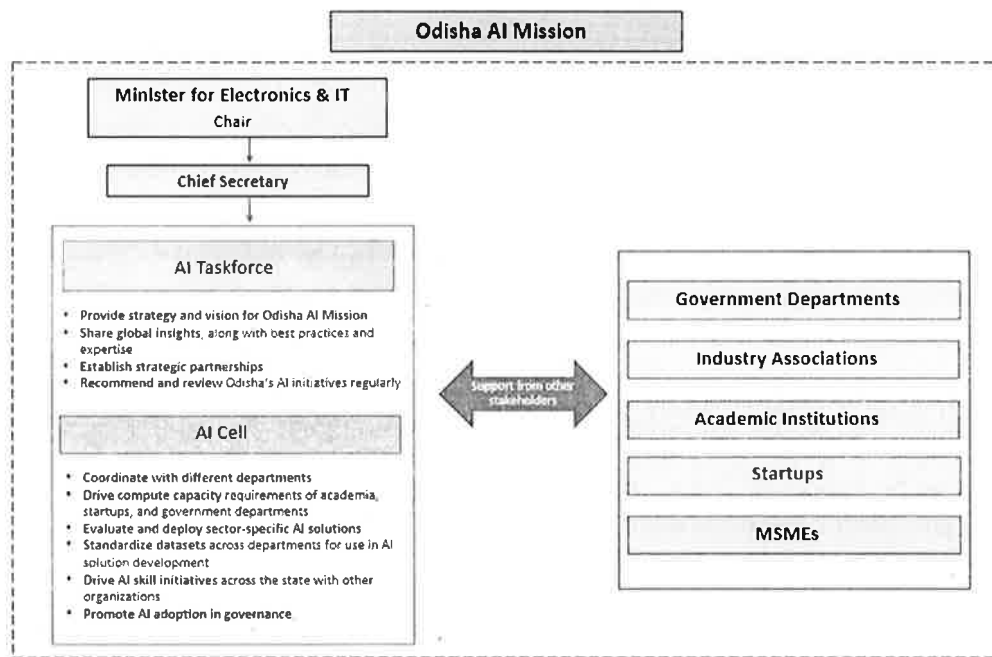 Odisha AI Mission
Minister for Electronics & IT
Chair
Chief Secretary
AI Taskforce
• Provide strategy and vision for Odisha AI Mission
• Share global insights, along with best practices and
expertise
• Establish strategic partnerships
• Recommend and review Odisha's AI initiatives regularly
AI Cell
• Coordinate with different departments
• Drive compute capacity requirements of academia,
startups, and government departments
• Evaluate and deploy sector-specific AI solutions
• Standardize datasets across departments for use in AI
solution development
• Drive AI skill initiatives across the state with other
organizations
• Promote AI adoption in governance
Support from other
stakeholders
Government Departments
Industry Associations
Academic Institutions
Startups
MSMEs